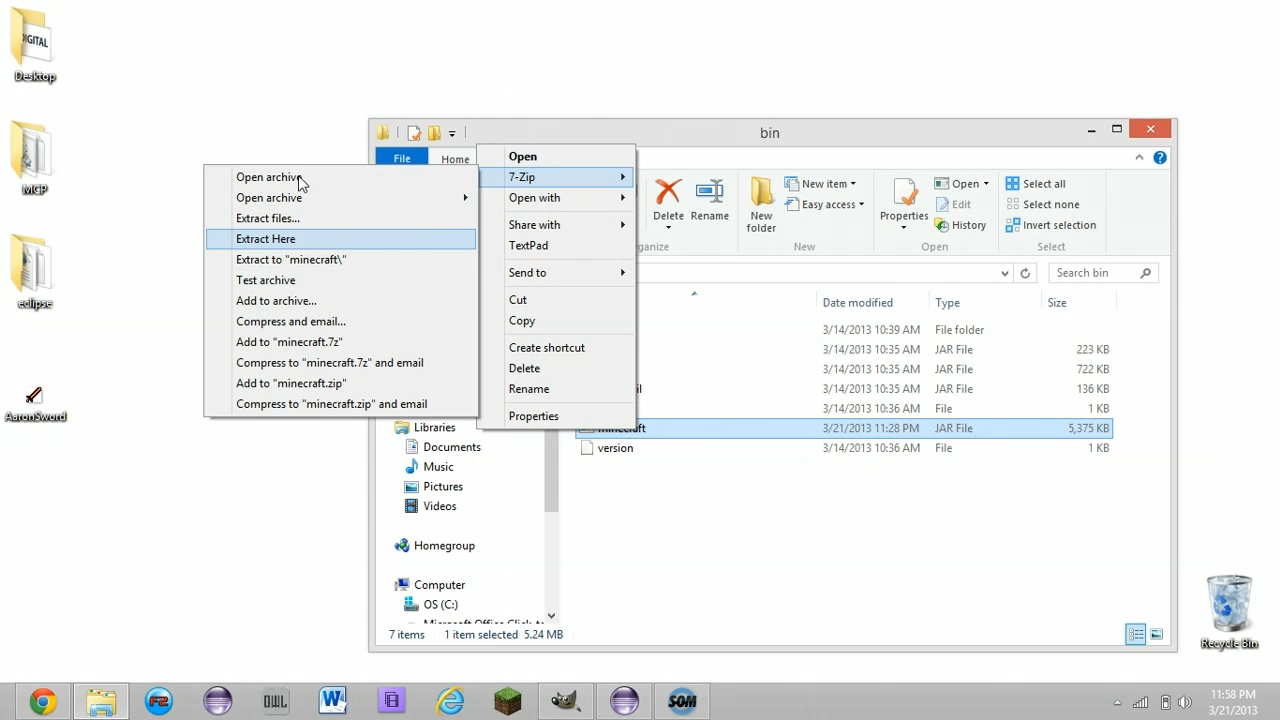 DIGITAL
Desktop
MCP
eclipse
AaronSword
bin
File
Home
Open
7-Zip
Open with
Share with
TextPad
Send to
Cut
Copy
Create shortcut
Delete
Rename
Properties
Open archive
Open archive
Extract files...
Extract Here
Extract to "minecraft\"
Test archive
Add to archive...
Compress and email...
Add to "minecraft.7z"
Compress to "minecraft.7z" and email
Add to "minecraft.zip"
Compress to "minecraft.zip" and email
Delete
Rename
New folder
New item
Easy access
New
Properties
Open
Edit
History
Open
Select all
Select none
Invert selection
Select
Search bin
Date modified
Type
Size
3/14/2013 10:39 AM File folder
3/14/2013 10:35 AM JAR File 223 KB
3/14/2013 10:35 AM JAR File 722 KB
3/14/2013 10:36 AM JAR File 136 KB
3/14/2013 10:36 AM File 1 KB
minecraft 3/21/2013 11:28 PM JAR File 5,375 KB
version 3/14/2013 10:36 AM File 1 KB
Libraries
Documents
Music
Pictures
Videos
Homegroup
Computer
OS (C:)
7 items 1 item selected 5.24 MB
Recycle Bin
OWL
SOM
11:58 PM
3/21/2013